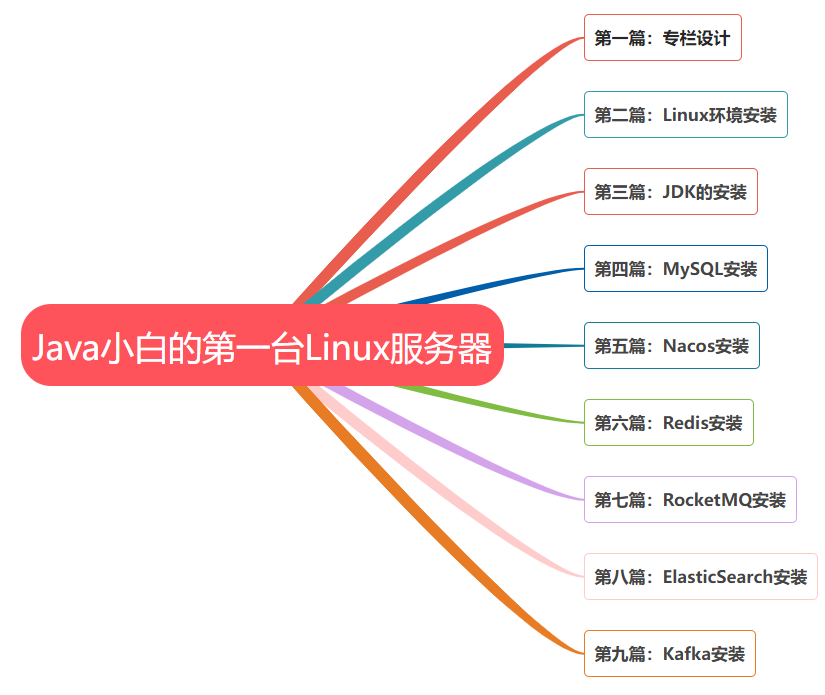 第一篇：专栏设计
第二篇：Linux环境安装
第三篇：JDK的安装
第四篇：MySQL安装
Java小白的第一台Linux服务器
第五篇：Nacos安装
第六篇：Redis安装
第七篇：RocketMQ安装
第八篇：ElasticSearch安装
第九篇：Kafka安装